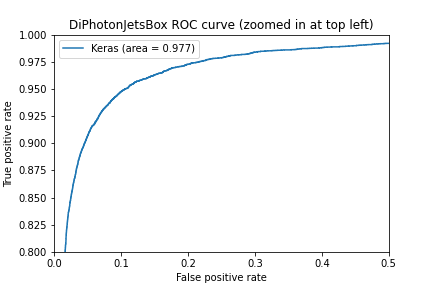 DiPhotonJetsBox ROC curve (zoomed in at top left)
Keras (area = 0.977)
True positive rate
1.000
0.975
0.950
0.925
0.900
0.875
0.850
0.825
0.800
0.0 0.1 0.2 0.3 0.4 0.5
False positive rate